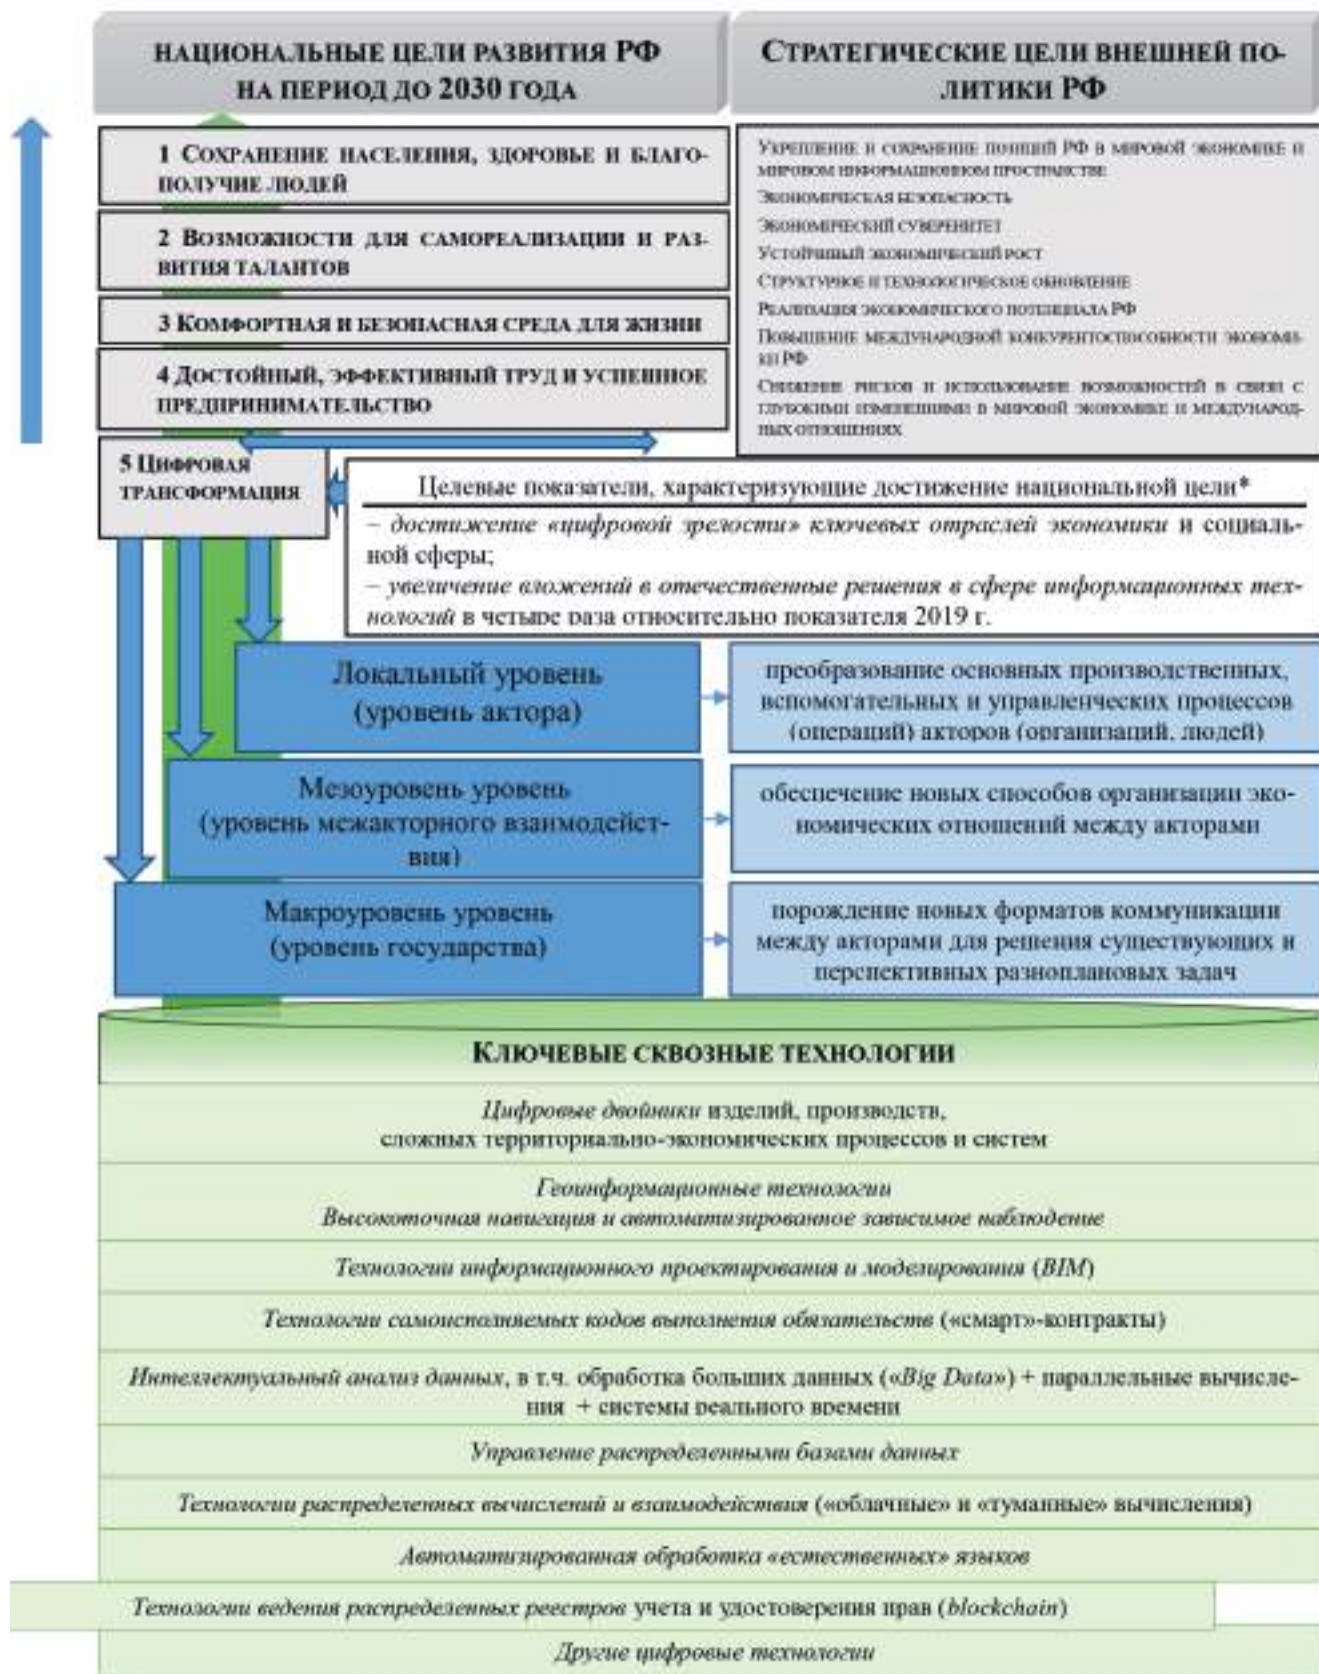 НАЦИОНАЛЬНЫЕ ЦЕЛИ РАЗВИТИЯ РФ
НА ПЕРИОД ДО 2030 ГОДА
СТРАТЕГИЧЕСКИЕ ЦЕЛИ ВНЕШНЕЙ ПО-
ЛИТИКИ РФ
1 СОХРАНЕНИЕ НАСЕЛЕНИЯ, ЗДОРОВЬЕ И БЛАГО-
ПОЛУЧИЕ ЛЮДЕЙ
2 ВОЗМОЖНОСТИ ДЛЯ САМОРЕАЛИЗАЦИИ И РАЗ-
ВИТИЯ ТАЛАНТОВ
3 КОМФОРТНАЯ И БЕЗОПАСНАЯ СРЕДА ДЛЯ ЖИЗНИ
4 ДОСТОЙНЫЙ, ЭФФЕКТИВНЫЙ ТРУД И УСПЕШНОЕ
ПРЕДПРИНИМАТЕЛЬСТВО
УКРЕПЛЕНИЕ И СОХРАНЕНИЕ ПОЗИЦИЙ РФ В МИРОВОЙ ЭКОНОМИКЕ И
МИРОВОМ ИНФОРМАЦИОННОМ ПРОСТРАНСТВЕ
ЭКОНОМИЧЕСКАЯ БЕЗОПАСНОСТЬ
ЭКОНОМИЧЕСКИЙ СУВЕРЕНИТЕТ
УСТОЙЧИВЫЙ ЭКОНОМИЧЕСКИЙ РОСТ
СТРУКТУРНОЕ И ТЕХНОЛОГИЧЕСКОЕ ОБНОВЛЕНИЕ
РЕАЛИЗАЦИЯ ЭКОНОМИЧЕСКОГО ПОТЕНЦИАЛА РФ
ПОВЫШЕНИЕ МЕЖДУНАРОДНОЙ КОНКУРЕНТОСПОСОБНОСТИ ЭКОНОМИ-
КИ РФ
СНИЖЕНИЕ РИСКОВ И ИСПОЛЬЗОВАНИЕ ВОЗМОЖНОСТЕЙ В СВЯЗИ С
ГЛУБОКИМИ ИЗМЕНЕНИЯМИ В МИРОВОЙ ЭКОНОМИКЕ И МЕЖДУНАРОД-
НЫХ ОТНОШЕНИЯХ
5 ЦИФРОВАЯ
ТРАНСФОРМАЦИЯ
Целевые показатели, характеризующие достижение национальной цели*
– достижение «цифровой зрелости» ключевых отраслей экономики и социаль-
ной сферы;
– увеличение вложений в отечественные решения в сфере информационных тех-
нологий в четыре раза относительно показателя 2019 г.
Локальный уровень
(уровень актора)
преобразование основных производственных,
вспомогательных и управленческих процессов
(операций) акторов (организаций, людей)
Мезоуровень уровень
(уровень межакторного взаимодейст-
вия)
обеспечение новых способов организации эко-
номических отношений между акторами
Макроуровень уровень
(уровень государства)
порождение новых форматов коммуникации
между акторами для решения существующих и
перспективных разноплановых задач
КЛЮЧЕВЫЕ СКВОЗНЫЕ ТЕХНОЛОГИИ
Цифровые двойники изделий, производств,
сложных территориально-экономических процессов и систем
Геоинформационные технологии
Высокоточная навигация и автоматизированное зависимое наблюдение
Технологии информационного проектирования и моделирования (BIM)
Технологии самоисполняемых кодов выполнения обязательств («смарт»-контракты)
Интеллектуальный анализ данных, в т.ч. обработка больших данных («Big Data») + параллельные вычисле-
ния + системы реального времени
Управление распределенными базами данных
Технологии распределенных вычислений и взаимодействия («облачные» и «туманные» вычисления)
Автоматизированная обработка «естественных» языков
Технологии ведения распределенных реестров учета и удостоверения прав (blockchain)
Другие цифровые технологии